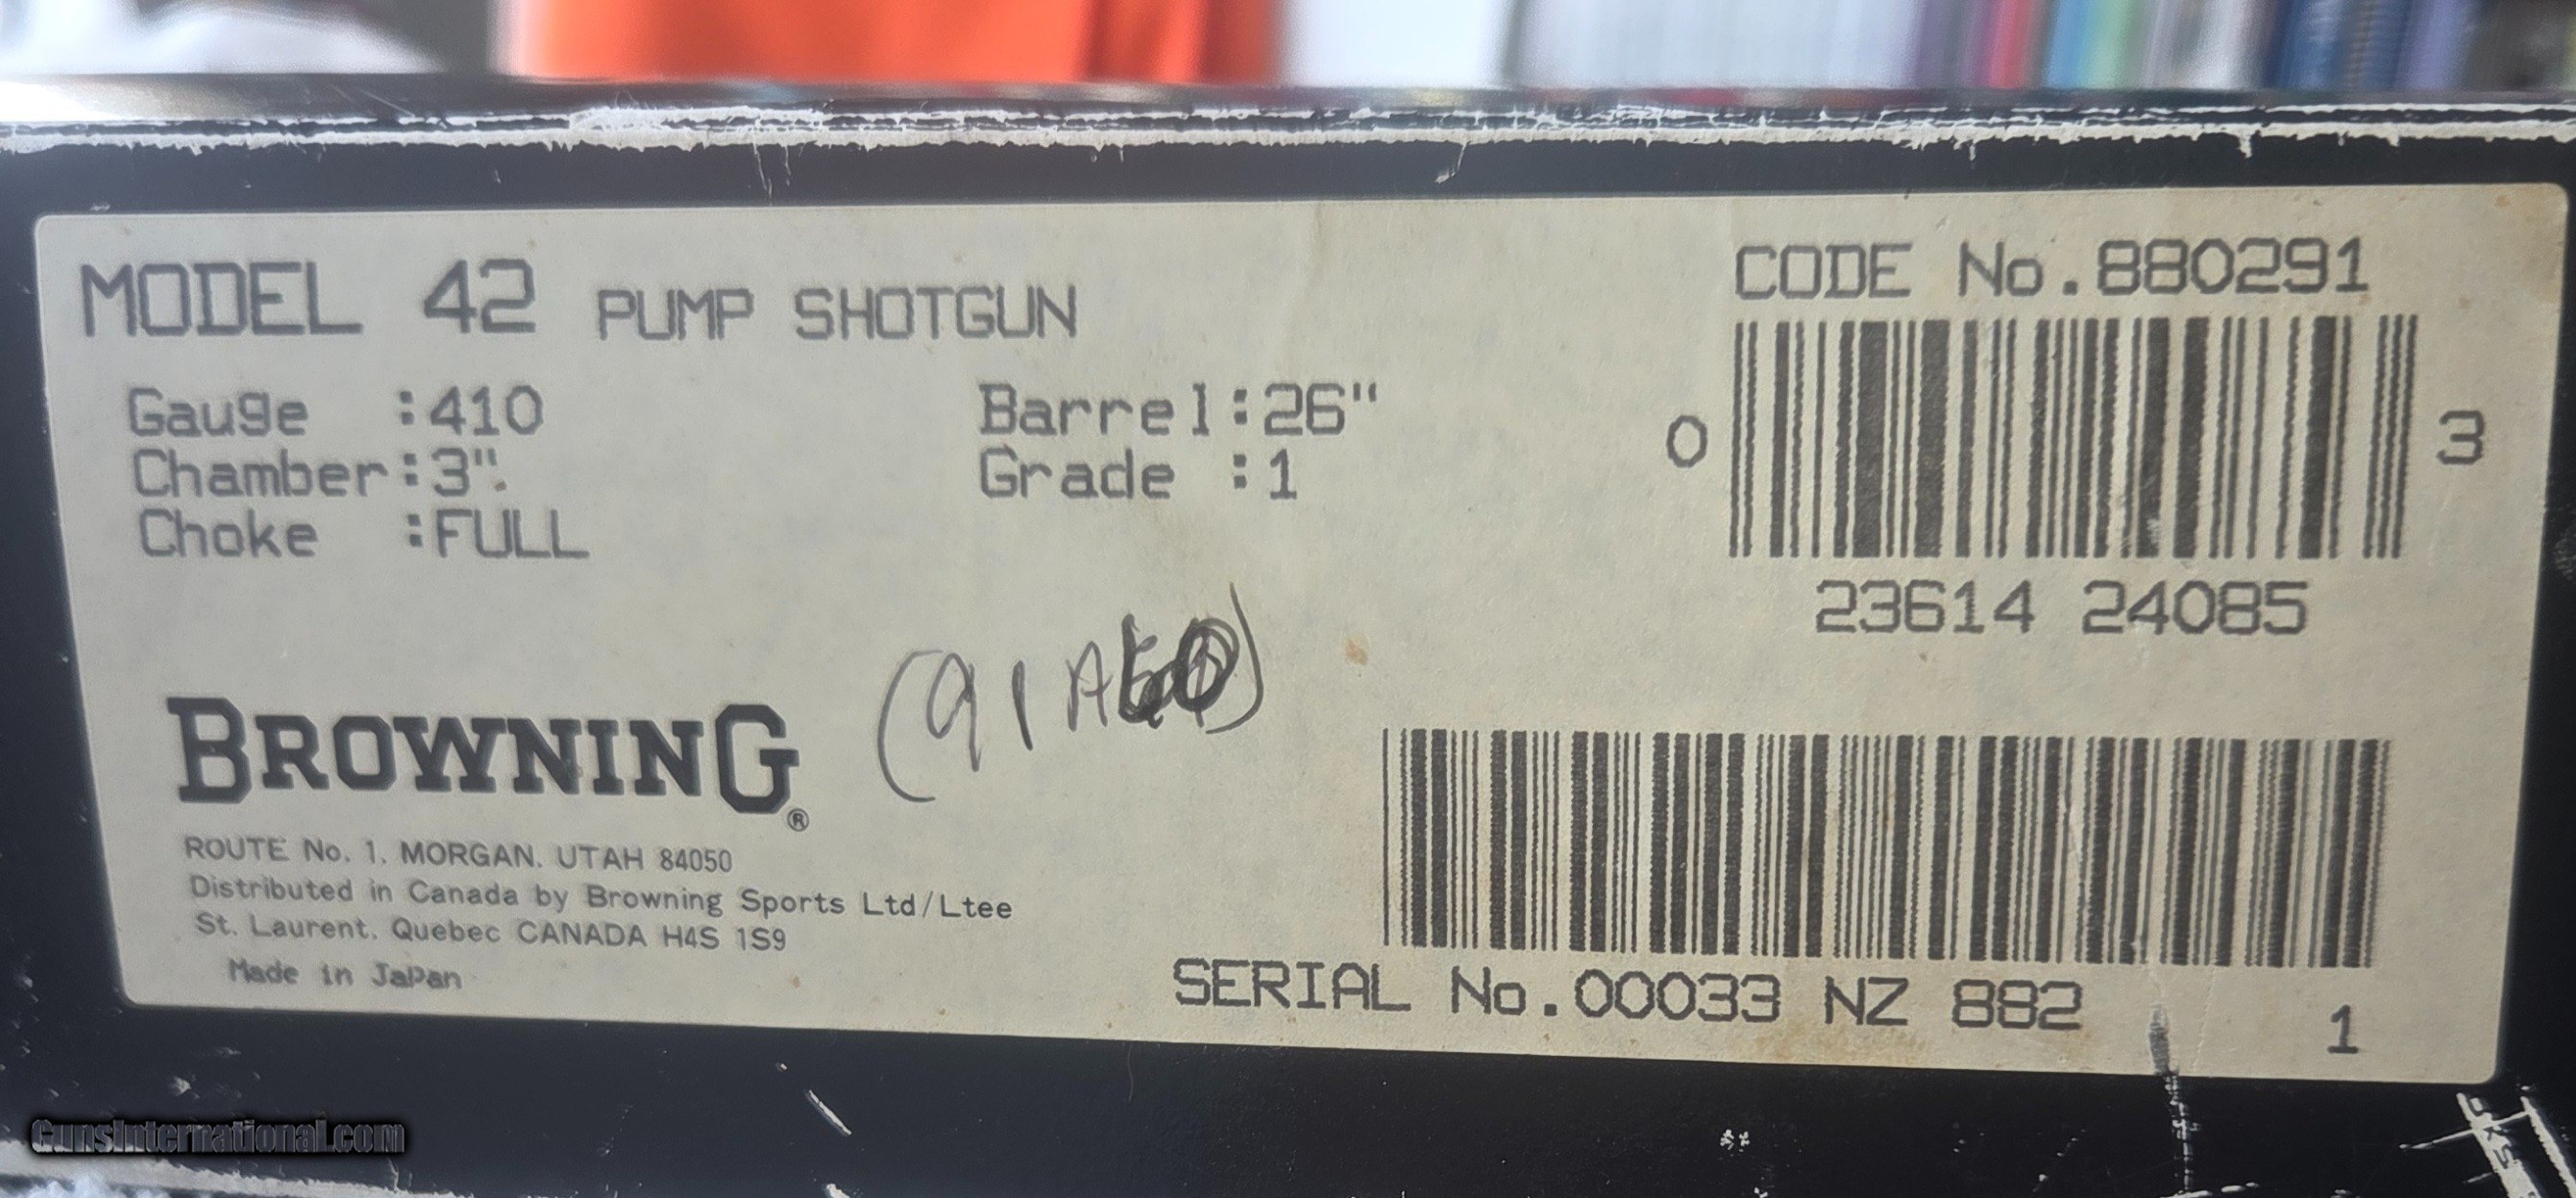 MODEL 42 PUMP SHOTGUN
Gauge :410
Chamber:3"
Choke :FULL
Barrel:26"
Grade :1
CODE No.880291
0 3
23614 24085
BROWNING®
(91A
ROUTE No. 1. MORGAN. UTAH 84050
Distributed in Canada by Browning Sports Ltd/Ltee
St. Laurent. Quebec CANADA H4S 1S9
Made in Japan
SERIAL No.00033 NZ 882 1
GunsInternational.com